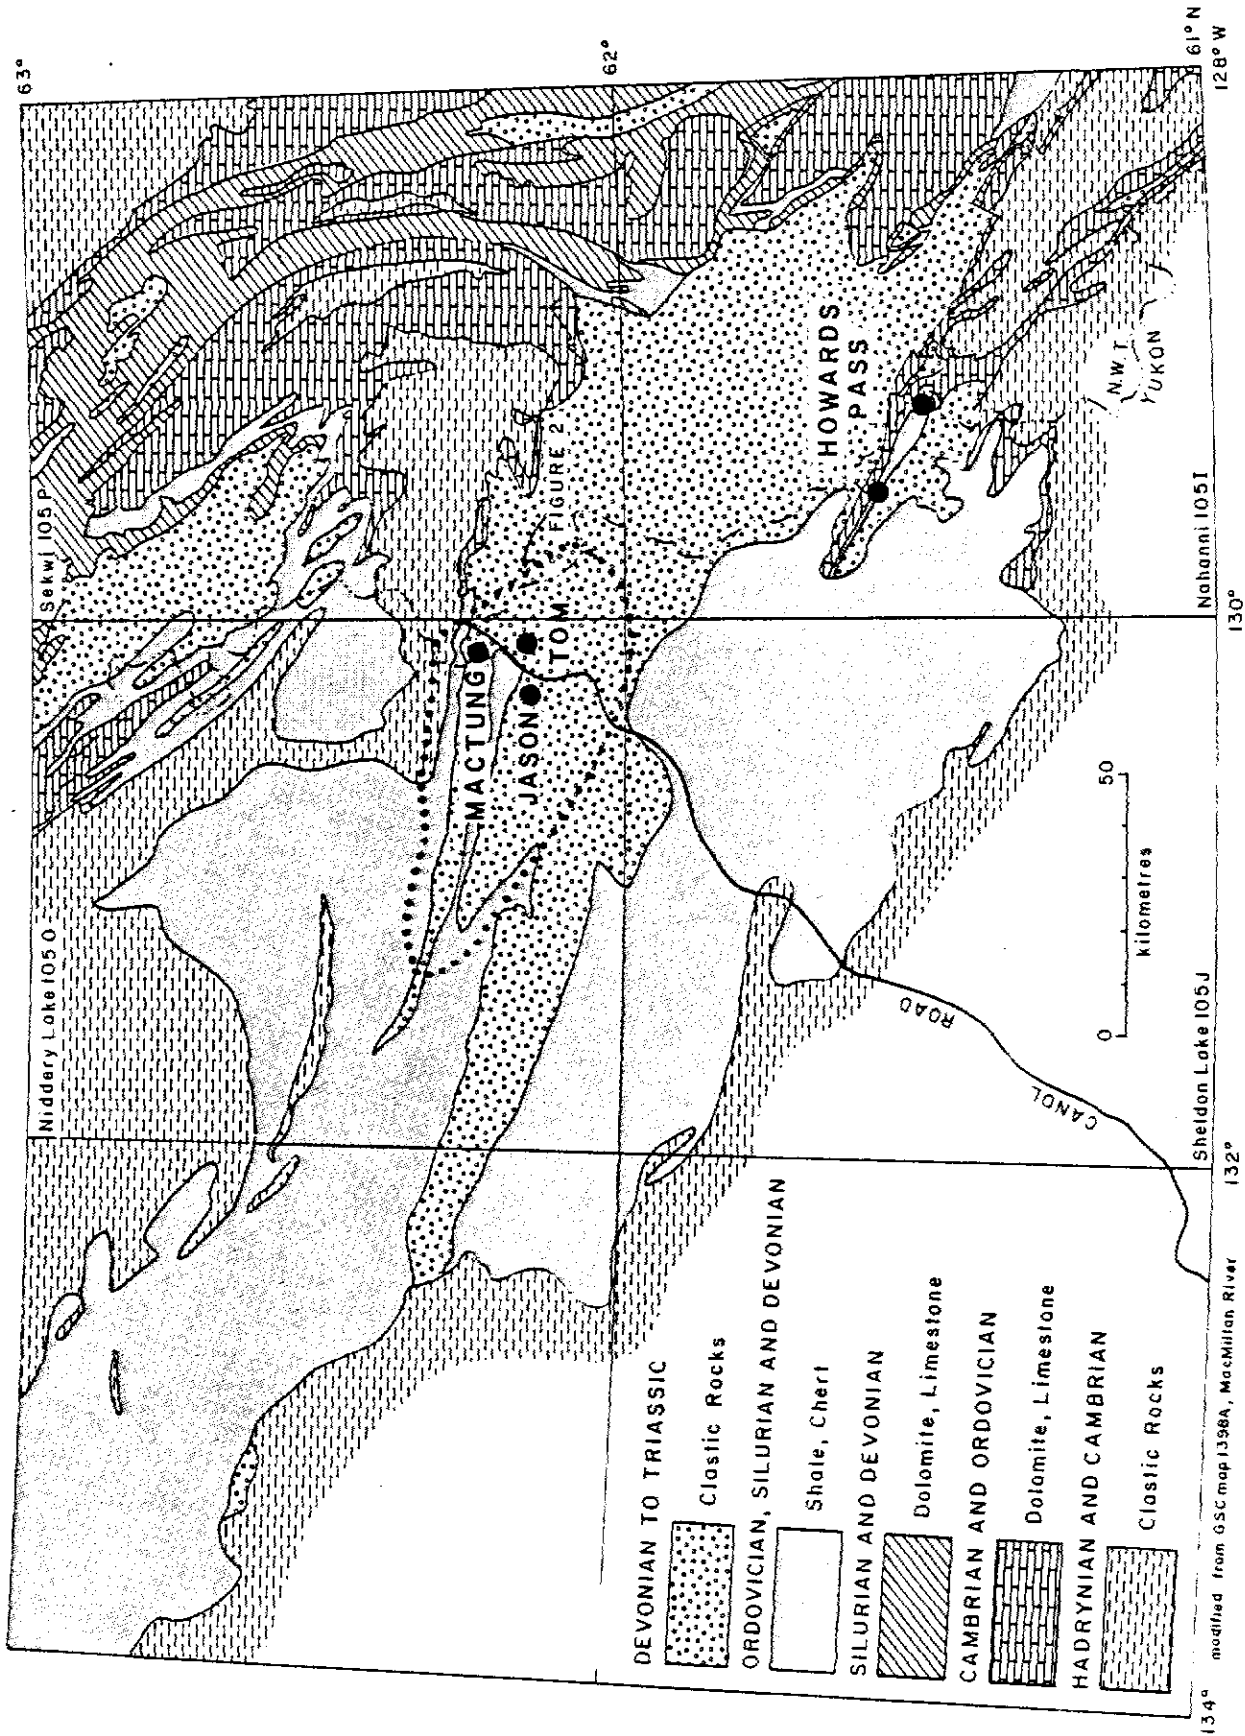 63°
62°
61° N
128° W
Niddery Lake 105 O
Sekwi 105 P
MACTUNG
JASON
TOM
FIGURE 2
HOWARDS
PASS
N.W.T.
YUKON
CANOL
ROAD
0
50
kilometres
Sheldon Lake 105 J
Nahanni 105 I
134°
132°
130°
DEVONIAN TO TRIASSIC
Clastic Rocks
ORDOVICIAN, SILURIAN AND DEVONIAN
Shale, Chert
SILURIAN AND DEVONIAN
Dolomite, Limestone
CAMBRIAN AND ORDOVICIAN
Dolomite, Limestone
HADRYNIAN AND CAMBRIAN
Clastic Rocks
modified from GSC map 1398A, MacMillan River